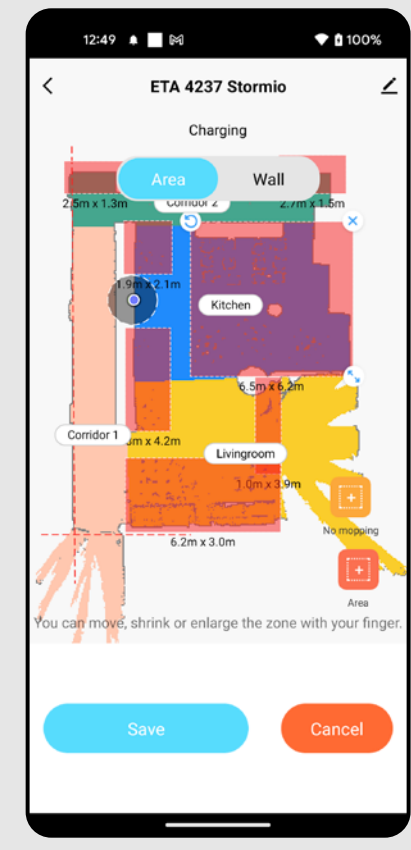 12:49 100%
ETA 4237 Stormio
Charging
Area Wall
2.5m x 1.3m Corridor 2 2.7m x 1.5m
1.9m x 2.1m
Kitchen
6.5m x 6.2m
Corridor 1 m x 4.2m
Livingroom
1.0m x 3.9m
No mopping
6.2m x 3.0m
Area
You can move, shrink or enlarge the zone with your finger.
Save Cancel